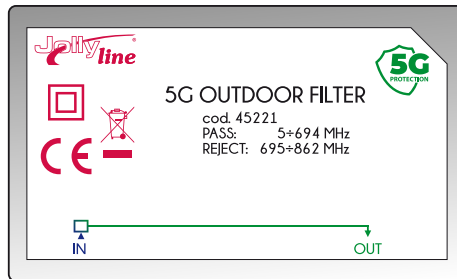 Jolly line
5G
PROTECTION
5G OUTDOOR FILTER
cod. 45221
PASS: 5÷694 MHz
REJECT: 695÷862 MHz
CE
IN
OUT